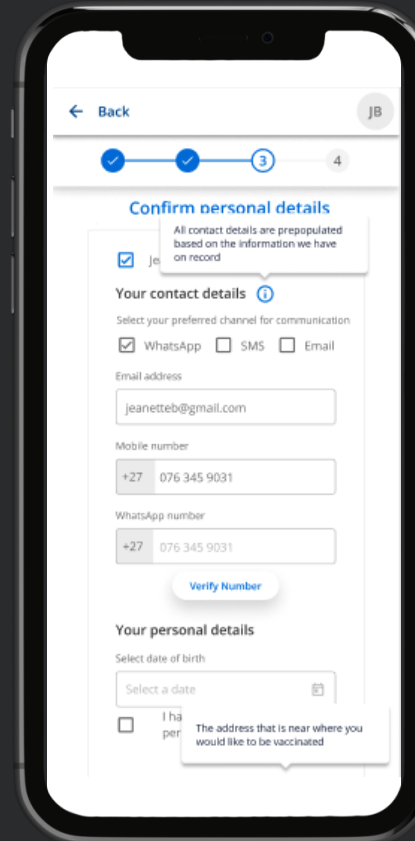 Back
JB
3
4
Confirm personal details
All contact details are prepopulated
based on the information we have
on record
Your contact details
Select your preferred channel for communication
WhatsApp
SMS
Email
Email address
jeanetteb@gmail.com
Mobile number
+27
076 345 9031
WhatsApp number
+27
076 345 9031
Verify Number
Your personal details
Select date of birth
Select a date
I ha
per
The address that is near where you
would like to be vaccinated